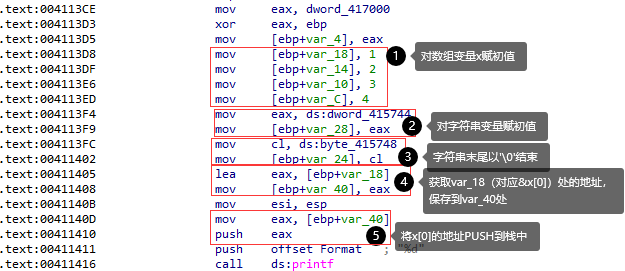 .text:004113CE mov eax, dword_417000
.text:004113D3 xor eax, ebp
.text:004113D5 mov [ebp+var_4], eax
.text:004113D8 mov [ebp+var_18], 1
.text:004113DF mov [ebp+var_14], 2
.text:004113E6 mov [ebp+var_10], 3
.text:004113ED mov [ebp+var_C], 4
1 对数组变量x赋初值
.text:004113F4 mov eax, ds:dword_415744
.text:004113F9 mov [ebp+var_28], eax
2 对字符串变量赋初值
.text:004113FC mov cl, ds:byte_415748
.text:00411402 mov [ebp+var_24], cl
3 字符串末尾以'\0'结束
.text:00411405 lea eax, [ebp+var_18]
.text:00411408 mov [ebp+var_40], eax
4 获取var_18（对应&x[0]）处的地址，
保存到var_40处
.text:0041140B mov esi, esp
.text:0041140D mov eax, [ebp+var_40]
.text:00411410 push eax
5 将x[0]的地址PUSH到栈中
.text:00411411 push offset Format ; "%d"
.text:00411416 call ds:printf